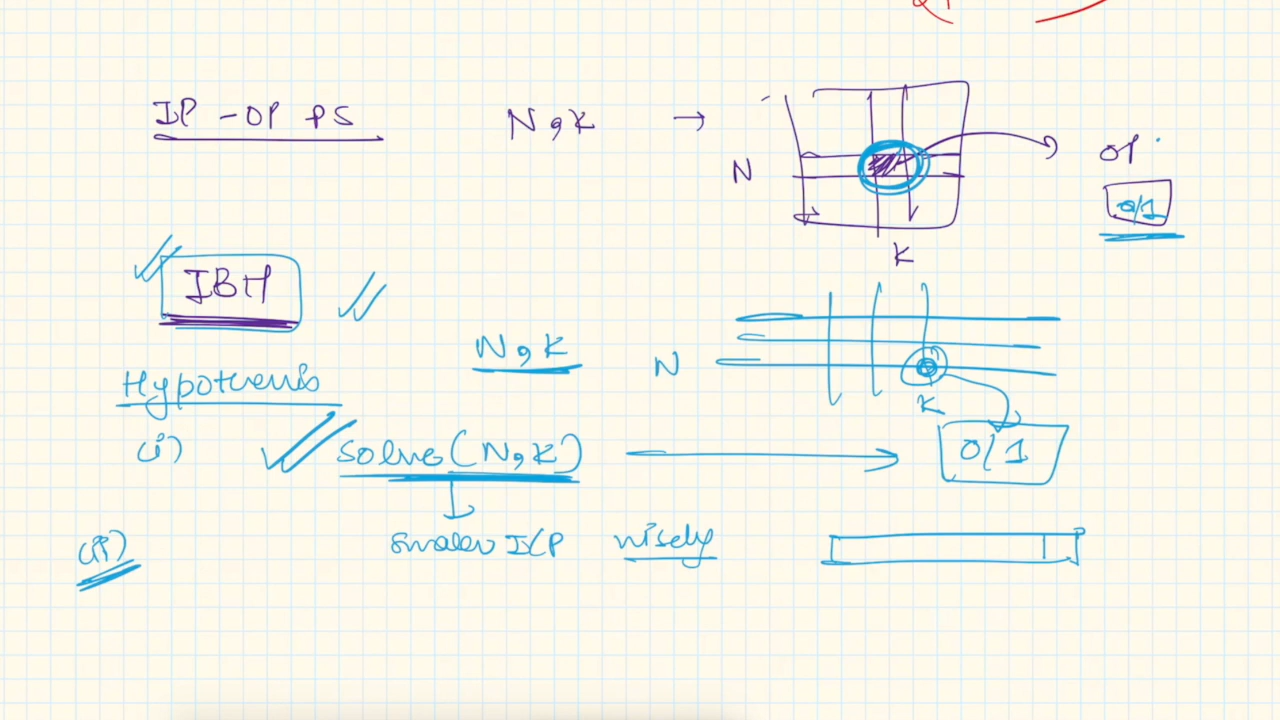 IP - OP PS N, K → OP
N 0/1
K
IBH
N, K N
Hypothesis K
(i) solve(N, K) 0/1
(ii) smaller I/P wisely